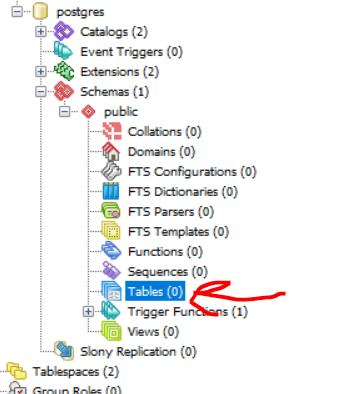 postgres
Catalogs (2)
Event Triggers (0)
Extensions (2)
Schemas (1)
public
Collations (0)
Domains (0)
FTS Configurations (0)
FTS Dictionaries (0)
FTS Parsers (0)
FTS Templates (0)
Functions (0)
Sequences (0)
Tables (0)
Trigger Functions (1)
Views (0)
Slony Replication (0)
Tablespaces (2)
Group Roles (0)